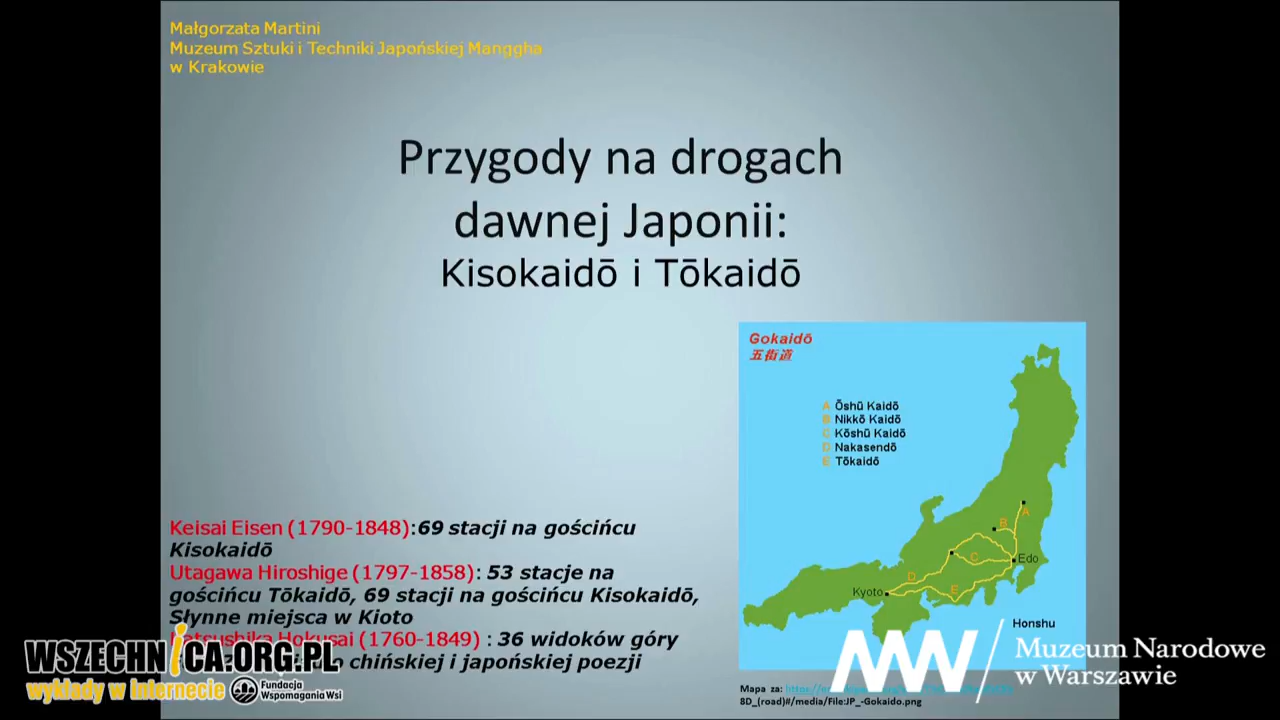 Małgorzata Martini
Muzeum Sztuki i Techniki Japońskiej Manggha
w Krakowie
Przygody na drogach
dawnej Japonii:
Kisokaidō i Tōkaidō
Gokaidō
五街道
A Ōshū Kaidō
B Nikkō Kaidō
C Kōshū Kaidō
D Nakasendō
E Tōkaidō
A
B
Edo
C
D
Kyoto
E
Honshu
Keisai Eisen (1790-1848):69 stacji na gościńcu
Kisokaidō
Utagawa Hiroshige (1797-1858): 53 stacje na
gościńcu Tōkaidō, 69 stacji na gościńcu Kisokaidō,
Słynne miejsca w Kioto
Katsushika Hokusai (1760-1849) : 36 widoków góry
chińskiej i japońskiej poezji
WSZECHNICA.ORG.PL
wykłady w internecie
Fundacja
Wspomagania Wsi
Muzeum Narodowe
w Warszawie
Mapa za:
8D_(road)#/media/File:JP_-Gokaido.png